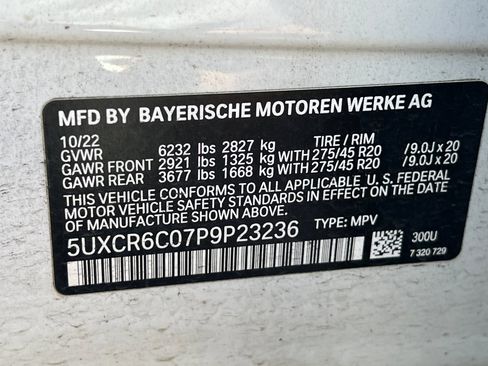 MFD BY BAYERISCHE MOTOREN WERKE AG
10/22 TIRE / RIM
GVWR 6232 lbs 2827 kg
GAWR FRONT 2921 lbs 1325 kg WITH 275/45 R20 /9.0J x 20
GAWR REAR 3677 lbs 1668 kg WITH 275/45 R20 /9.0J x 20
THIS VEHICLE CONFORMS TO ALL APPLICABLE U.S. FEDERAL
MOTOR VEHICLE SAFETY STANDARDS IN EFFECT ON THE DATE
OF MANUFACTURE SHOWN ABOVE.
5UXCR6C07P9P23236 TYPE: MPV
300U
7 320 729